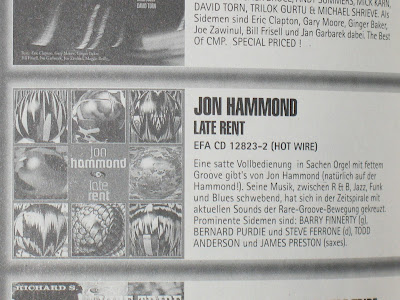 DAVID TORN, TRILOK GURTU & MICHAEL SHRIEVE. Als
Sidemen sind Eric Clapton, Gary Moore, Ginger Baker,
Joe Zawinul, Bill Frisell und Jan Garbarek dabei. The Best
Of CMP. SPECIAL PRICED !
DAVID TORN
JON HAMMOND
LATE RENT
EFA CD 12823-2 (HOT WIRE)
Eine satte Vollbedienung in Sachen Orgel mit fettem
Groove gibt's von Jon Hammond (natürlich auf der
Hammond!). Seine Musik, zwischen R & B, Jazz, Funk
und Blues schwebend, hat sich in der Zeitspirale mit
aktuellen Sounds der Rare-Groove-Bewegung gekreuzt.
Prominente Sidemen sind: BARRY FINNERTY (g),
BERNARD PURDIE und STEVE FERRONE (d), TODD
ANDERSON und JAMES PRESTON (saxes).
jon
hammond
late
rent
RICHARD S.